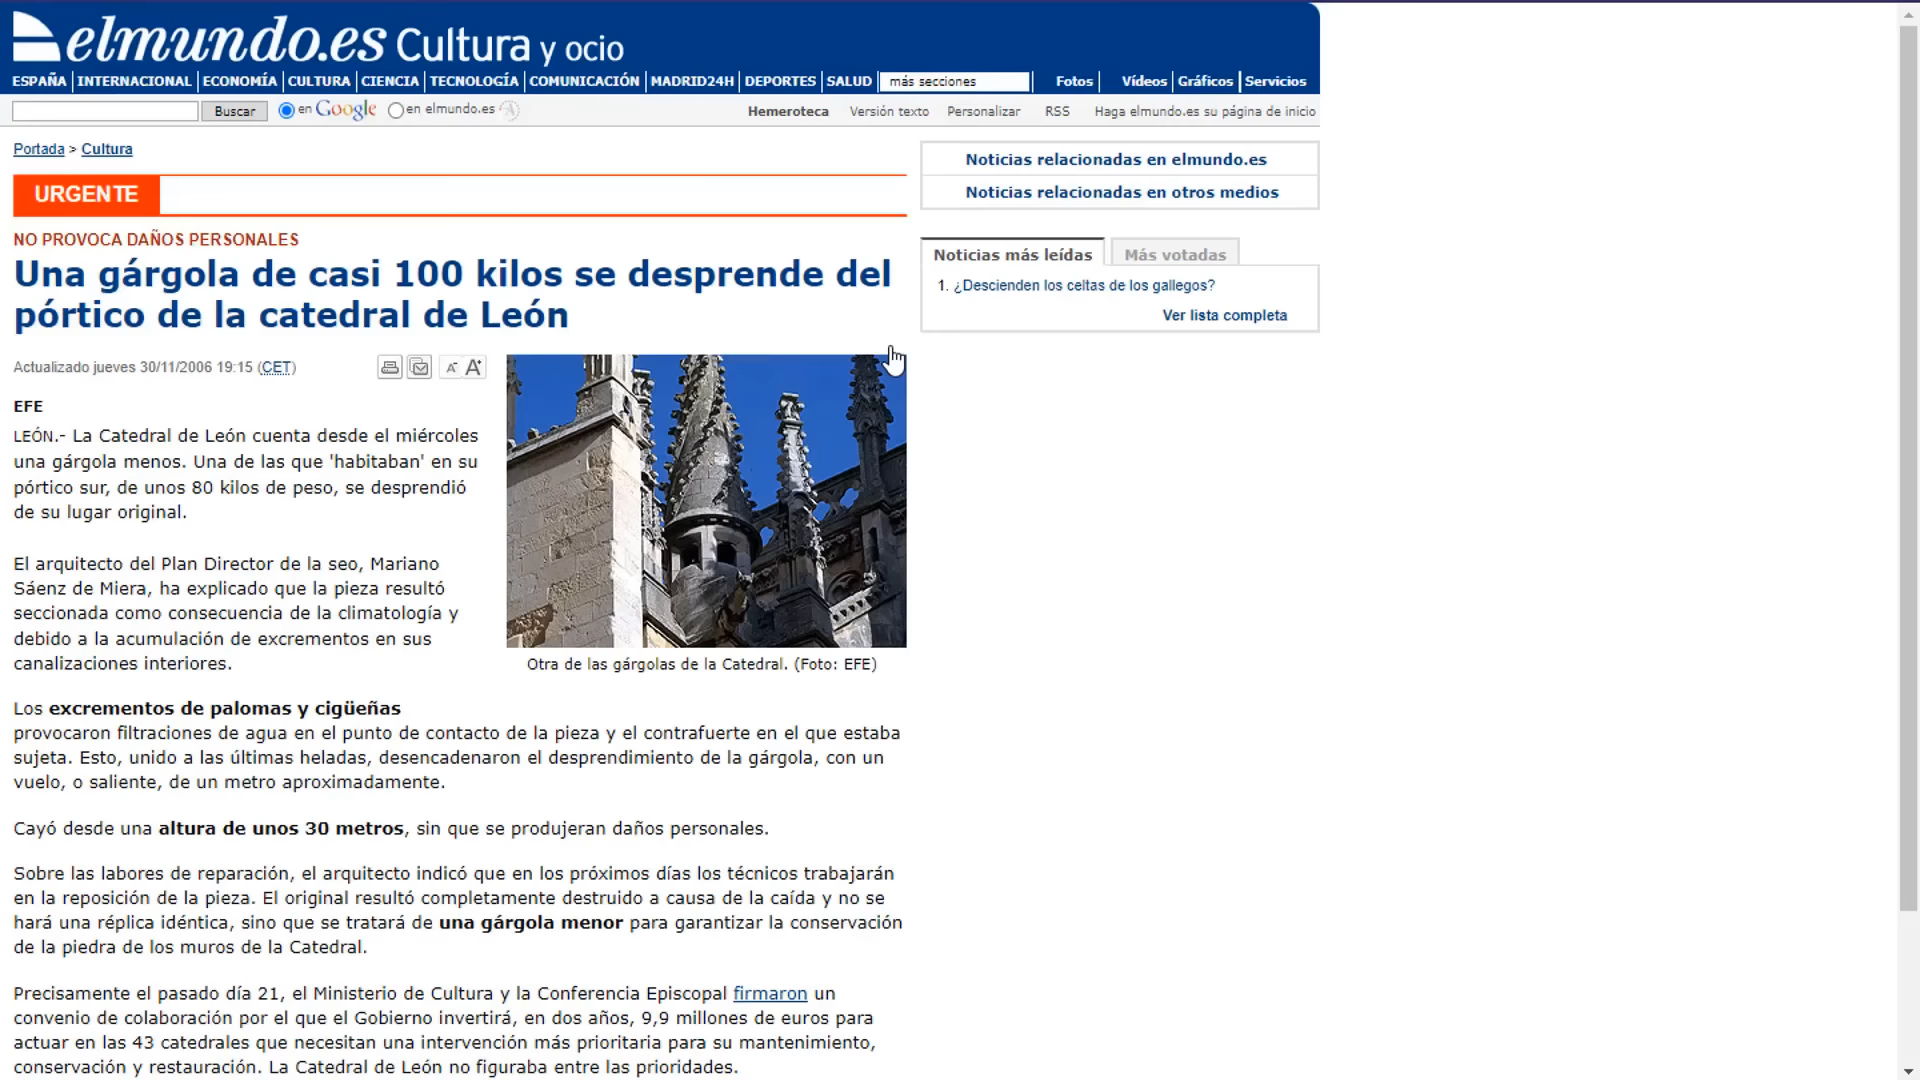 elmundo.es Cultura y ocio
ESPAÑA INTERNACIONAL ECONOMÍA CULTURA CIENCIA TECNOLOGÍA COMUNICACIÓN MADRID24H DEPORTES SALUD más secciones Fotos Vídeos Gráficos Servicios
Buscar en Google en elmundo.es Hemeroteca Versión texto Personalizar RSS Haga elmundo.es su página de inicio
Portada > Cultura
URGENTE
NO PROVOCA DAÑOS PERSONALES
Una gárgola de casi 100 kilos se desprende del
pórtico de la catedral de León
Actualizado jueves 30/11/2006 19:15 (CET)
A- A+
EFE
LEÓN.- La Catedral de León cuenta desde el miércoles
una gárgola menos. Una de las que 'habitaban' en su
pórtico sur, de unos 80 kilos de peso, se desprendió
de su lugar original.
El arquitecto del Plan Director de la seo, Mariano
Sáenz de Miera, ha explicado que la pieza resultó
seccionada como consecuencia de la climatología y
debido a la acumulación de excrementos en sus
canalizaciones interiores.
Otra de las gárgolas de la Catedral. (Foto: EFE)
Los excrementos de palomas y cigüeñas
provocaron filtraciones de agua en el punto de contacto de la pieza y el contrafuerte en el que estaba
sujeta. Esto, unido a las últimas heladas, desencadenaron el desprendimiento de la gárgola, con un
vuelo, o saliente, de un metro aproximadamente.
Cayó desde una altura de unos 30 metros, sin que se produjeran daños personales.
Sobre las labores de reparación, el arquitecto indicó que en los próximos días los técnicos trabajarán
en la reposición de la pieza. El original resultó completamente destruido a causa de la caída y no se
hará una réplica idéntica, sino que se tratará de una gárgola menor para garantizar la conservación
de la piedra de los muros de la Catedral.
Precisamente el pasado día 21, el Ministerio de Cultura y la Conferencia Episcopal firmaron un
convenio de colaboración por el que el Gobierno invertirá, en dos años, 9,9 millones de euros para
actuar en las 43 catedrales que necesitan una intervención más prioritaria para su mantenimiento,
conservación y restauración. La Catedral de León no figuraba entre las prioridades.
Noticias relacionadas en elmundo.es
Noticias relacionadas en otros medios
Noticias más leídas Más votadas
1. ¿Descienden los celtas de los gallegos?
Ver lista completa